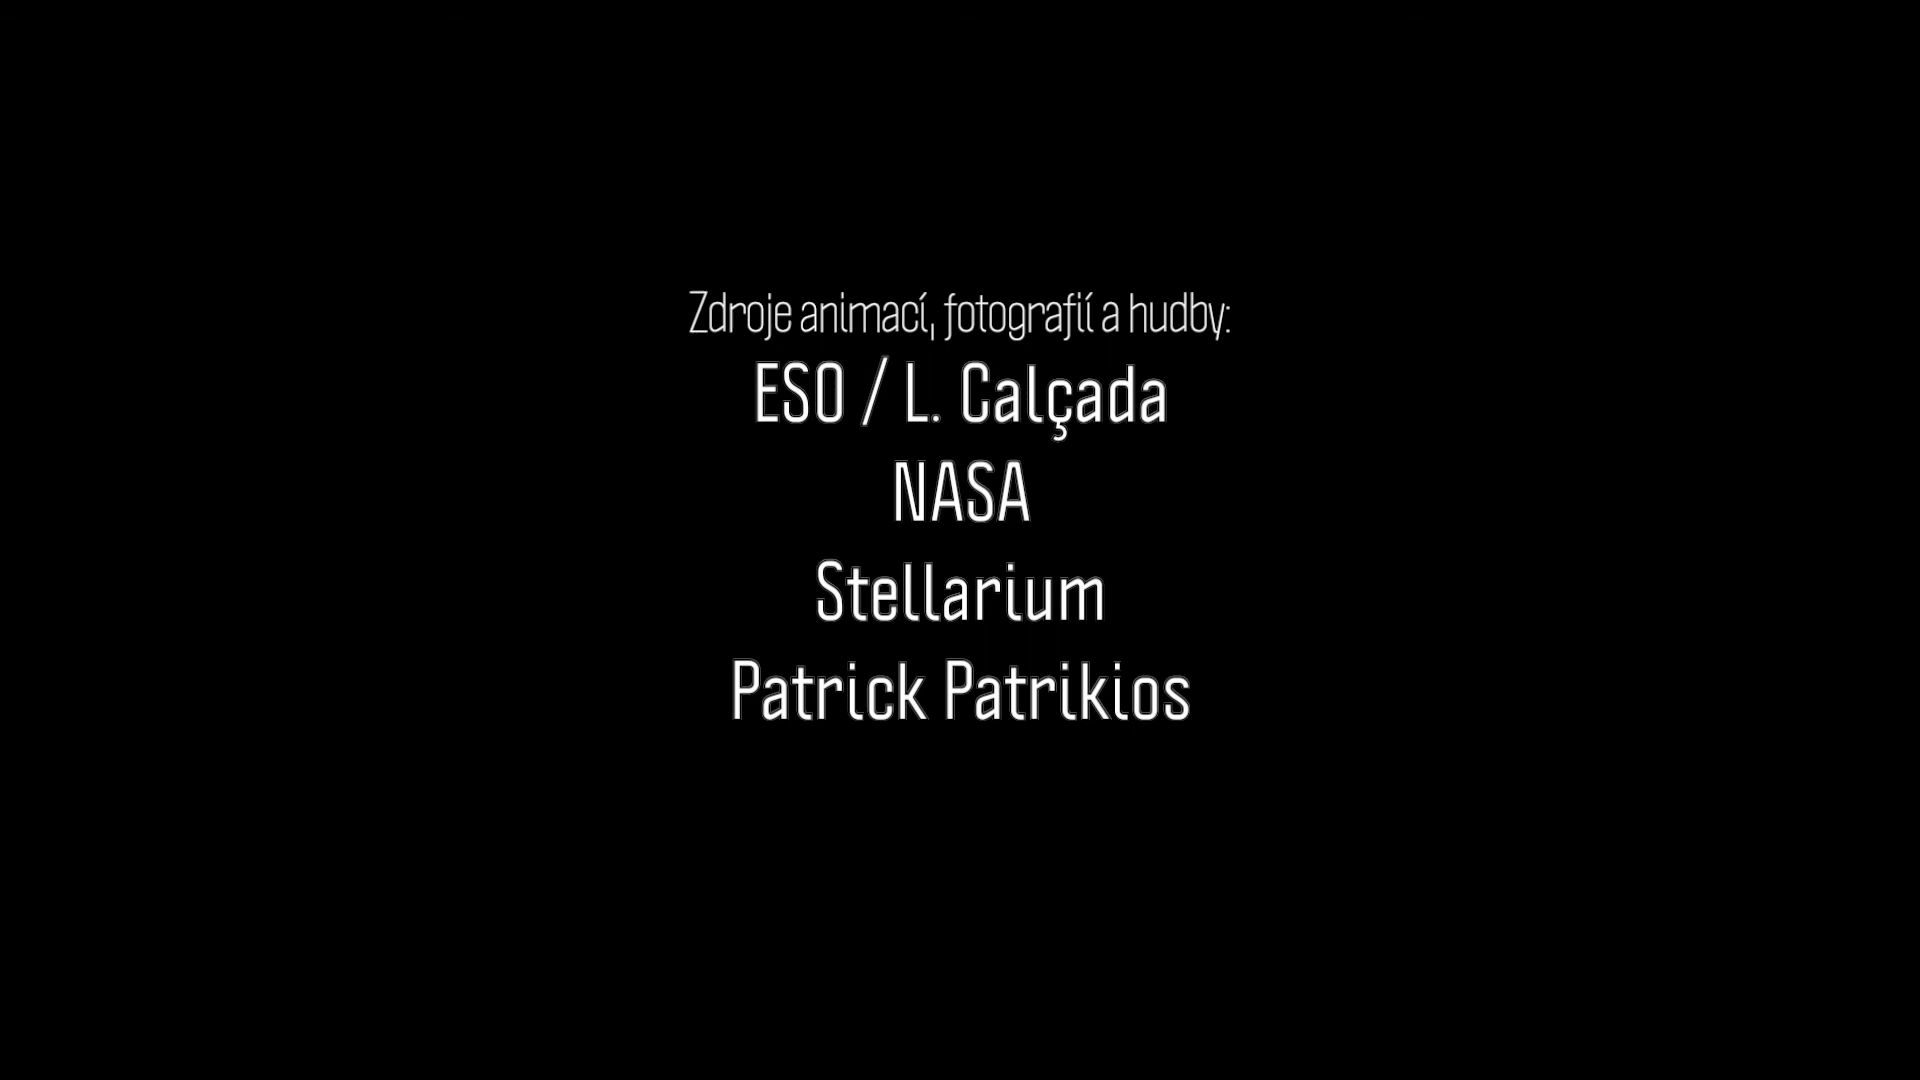 Zdroje animací, fotografií a hudby:
ESO / L. Calçada
NASA
Stellarium
Patrick Patrikios